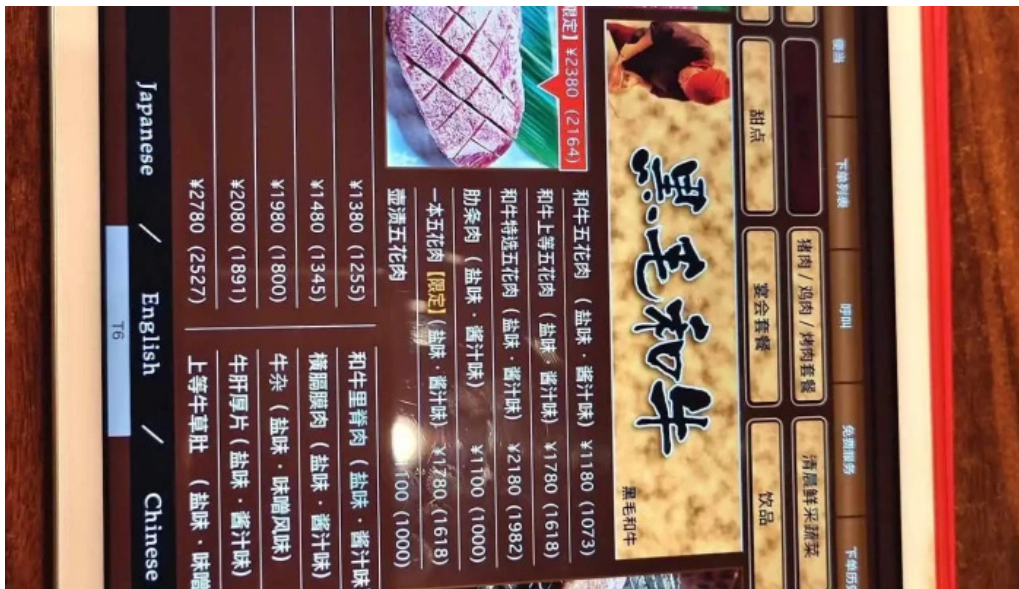 便当 下单列表 呼叫 免费服务 下单历
猪肉 / 鸡肉 / 烤肉套餐 清晨鲜采蔬菜
甜点 宴会套餐 饮品
黑毛和牛
黑毛和牛
限定】¥2380 (2164)
和牛五花肉 ( 盐味・酱汁味) ¥1180 (1073)
和牛上等五花肉 ( 盐味・酱汁味) ¥1780 (1618)
和牛特选五花肉 ( 盐味・酱汁味) ¥2180 (1982)
肋条肉 ( 盐味・酱汁味) ¥1100 (1000)
一本五花肉【限定】( 盐味・酱汁味) ¥1780 (1618)
壶渍五花肉 1100 (1000)
¥1380 (1255) 和牛里脊肉 ( 盐味・酱汁味
¥1480 (1345) 横膈膜肉 ( 盐味・酱汁味)
¥1980 (1800) 牛杂 ( 盐味・味噌风味)
¥2080 (1891) 牛肝厚片 ( 盐味・酱汁味)
¥2780 (2527) 上等牛草肚 ( 盐味・味噌
Japanese / English / Chinese
T6